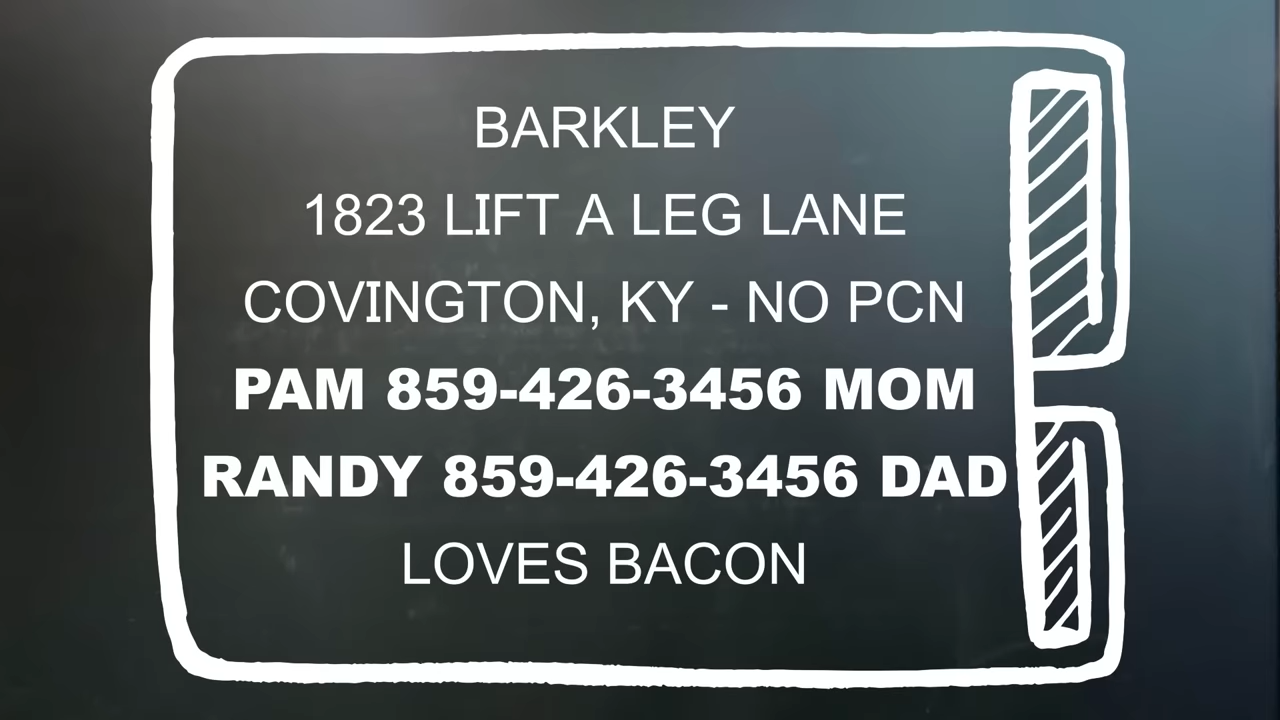 BARKLEY
1823 LIFT A LEG LANE
COVINGTON, KY - NO PCN
PAM 859-426-3456 MOM
RANDY 859-426-3456 DAD
LOVES BACON